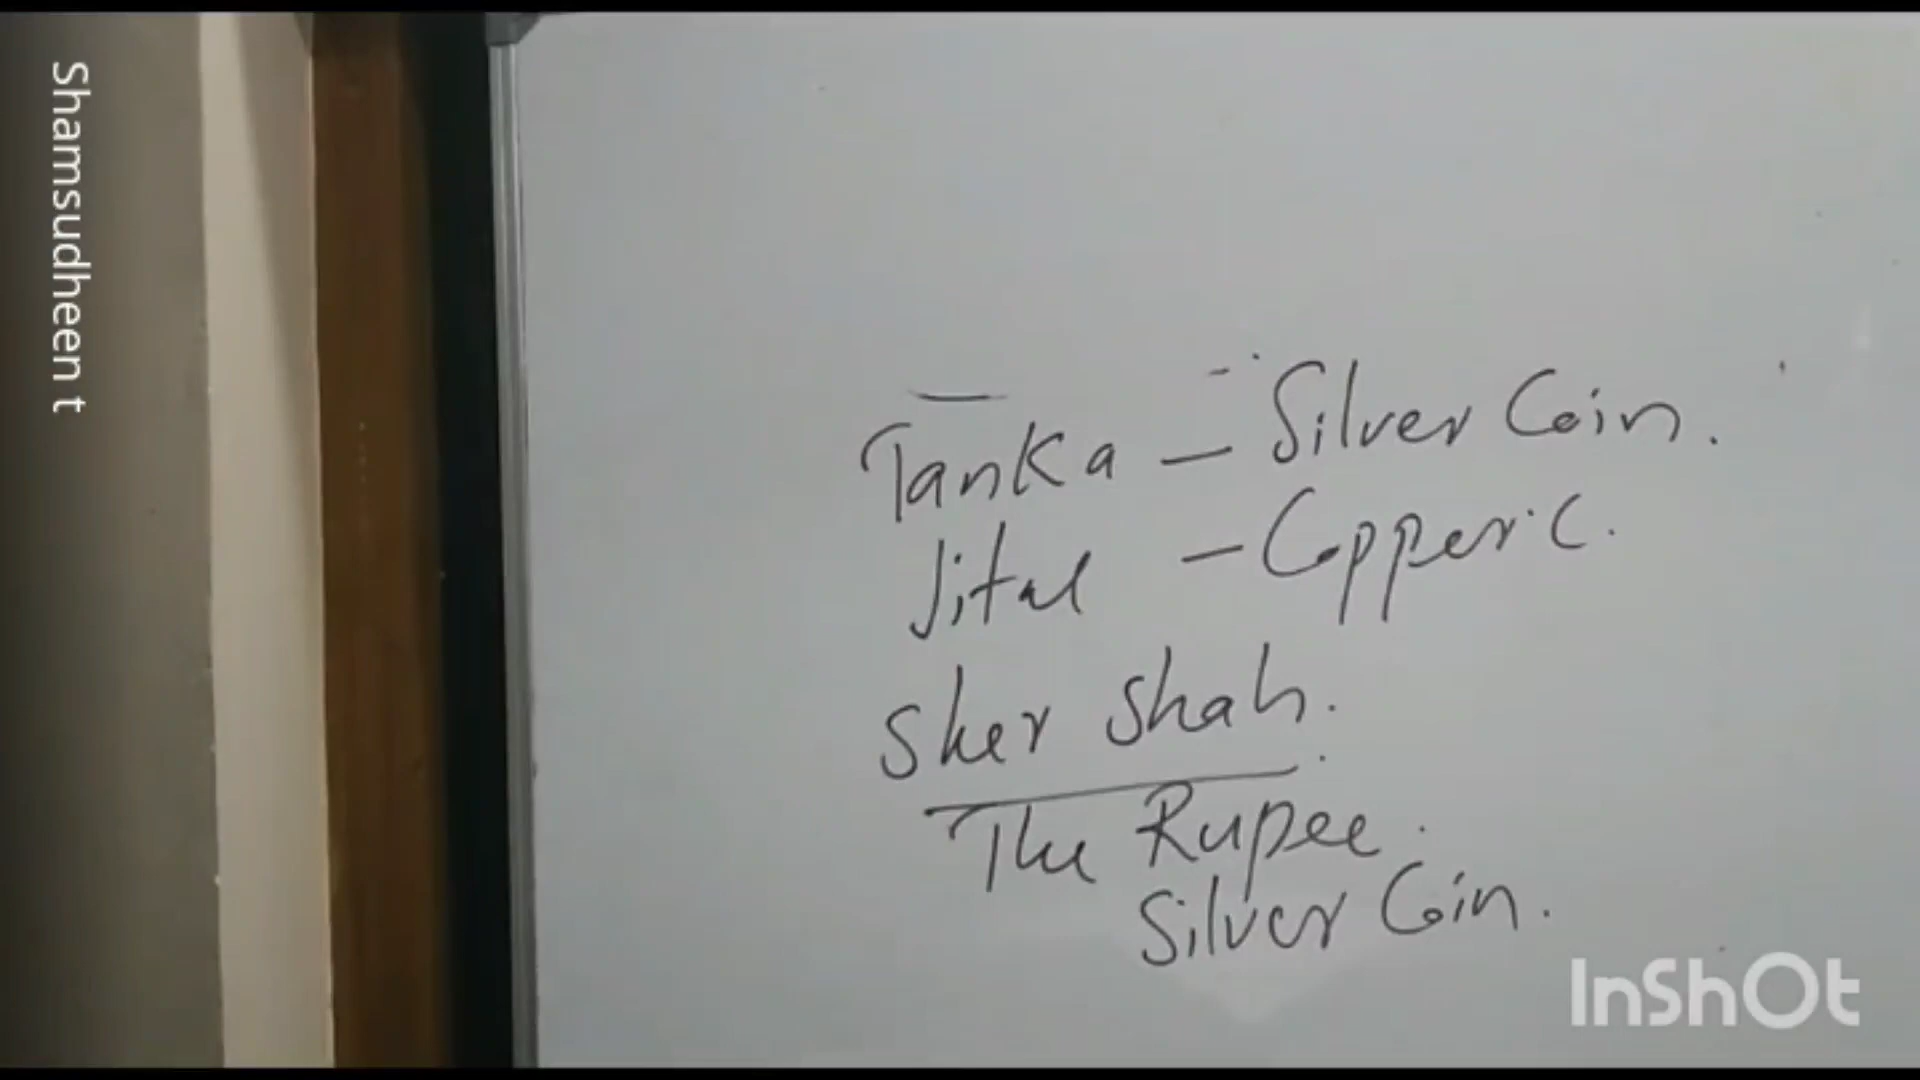 Shamsudheen t
Tanka - Silver Coin.
Jital - Copper C.
Sher Shah.
The Rupee.
Silver Coin.
InShOt